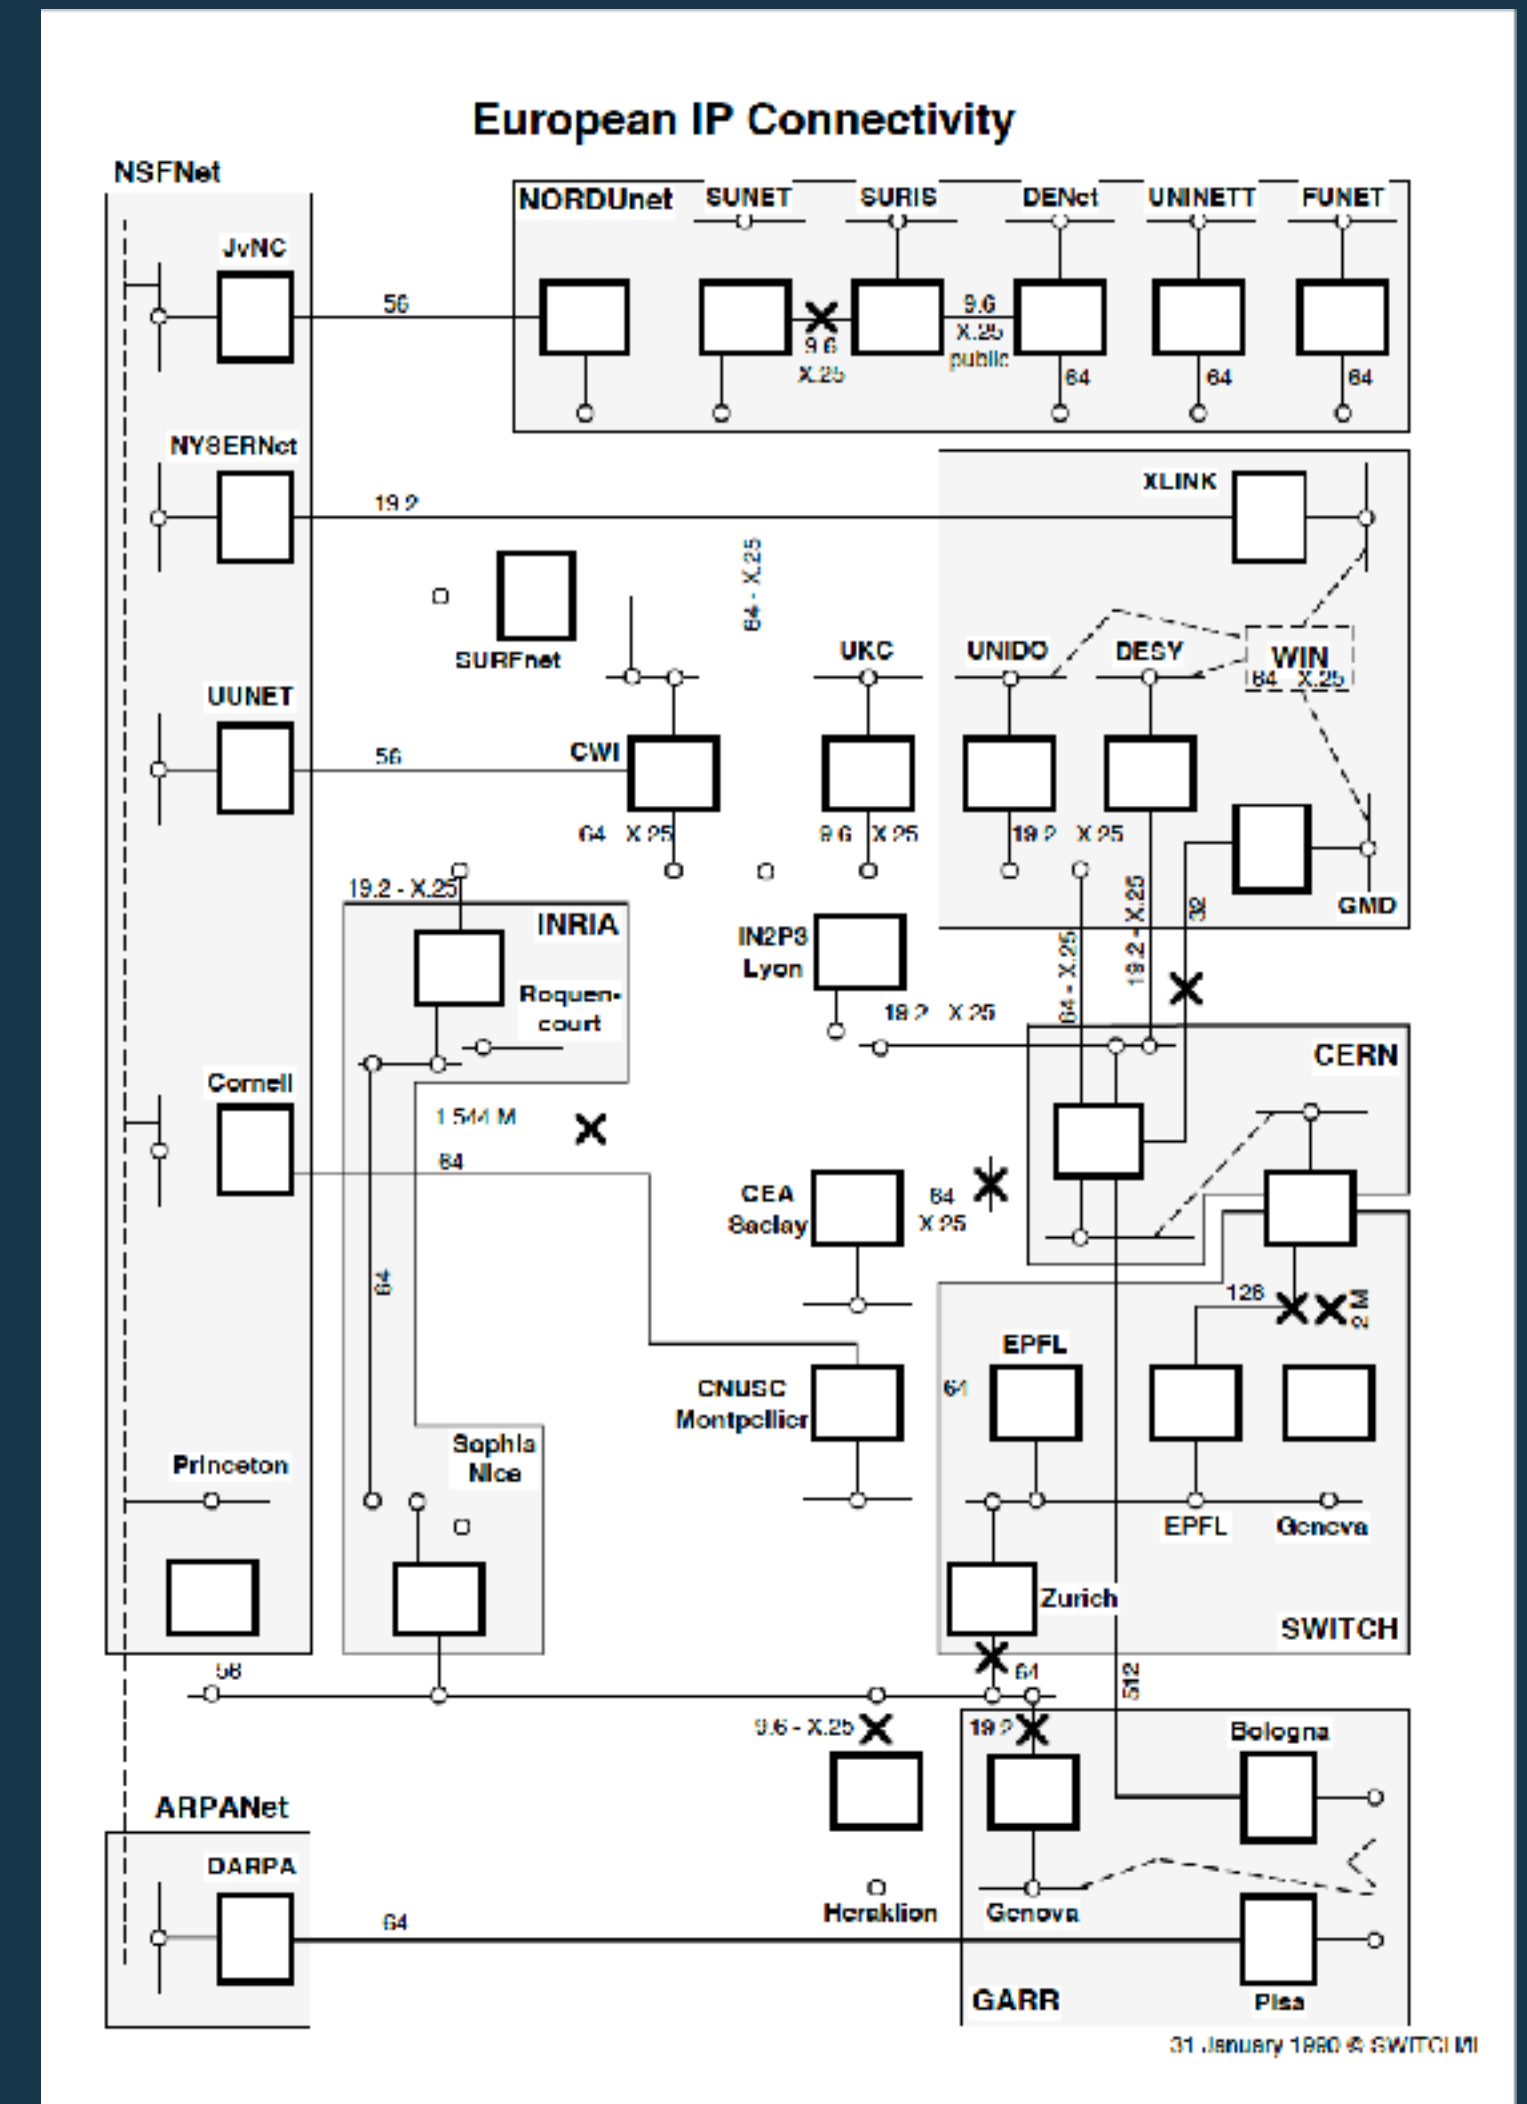 European IP Connectivity
NSFNet
NORDUnet
SUNET
SURIS
DENet
UNINETT
FUNET
JvNC
56
9.6
X.25
9.6
X.25
public
64
64
64
NYSERNet
19.2
XLINK
64 - X.25
SURFnet
UKC
UNIDO
DESY
WIN
64 X.25
UUNET
56
CWI
64 X.25
9.6 X.25
19.2 X.25
19.2 - X.25
INRIA
Roquen-
court
IN2P3
Lyon
19.2 X.25
64 - X.25
19.2 - X.25
32
GMD
CERN
Cornell
1.544 M
64
64
CEA
Saclay
64
X.25
128
2 M
EPFL
64
CNUSC
Montpellier
Sophia
Nice
Princeton
EPFL
Geneva
Zurich
SWITCH
56
64
512
9.6 - X.25
19.2
Bologna
ARPANet
DARPA
64
Heraklion
Genova
GARR
Pisa
31 January 1990 ©